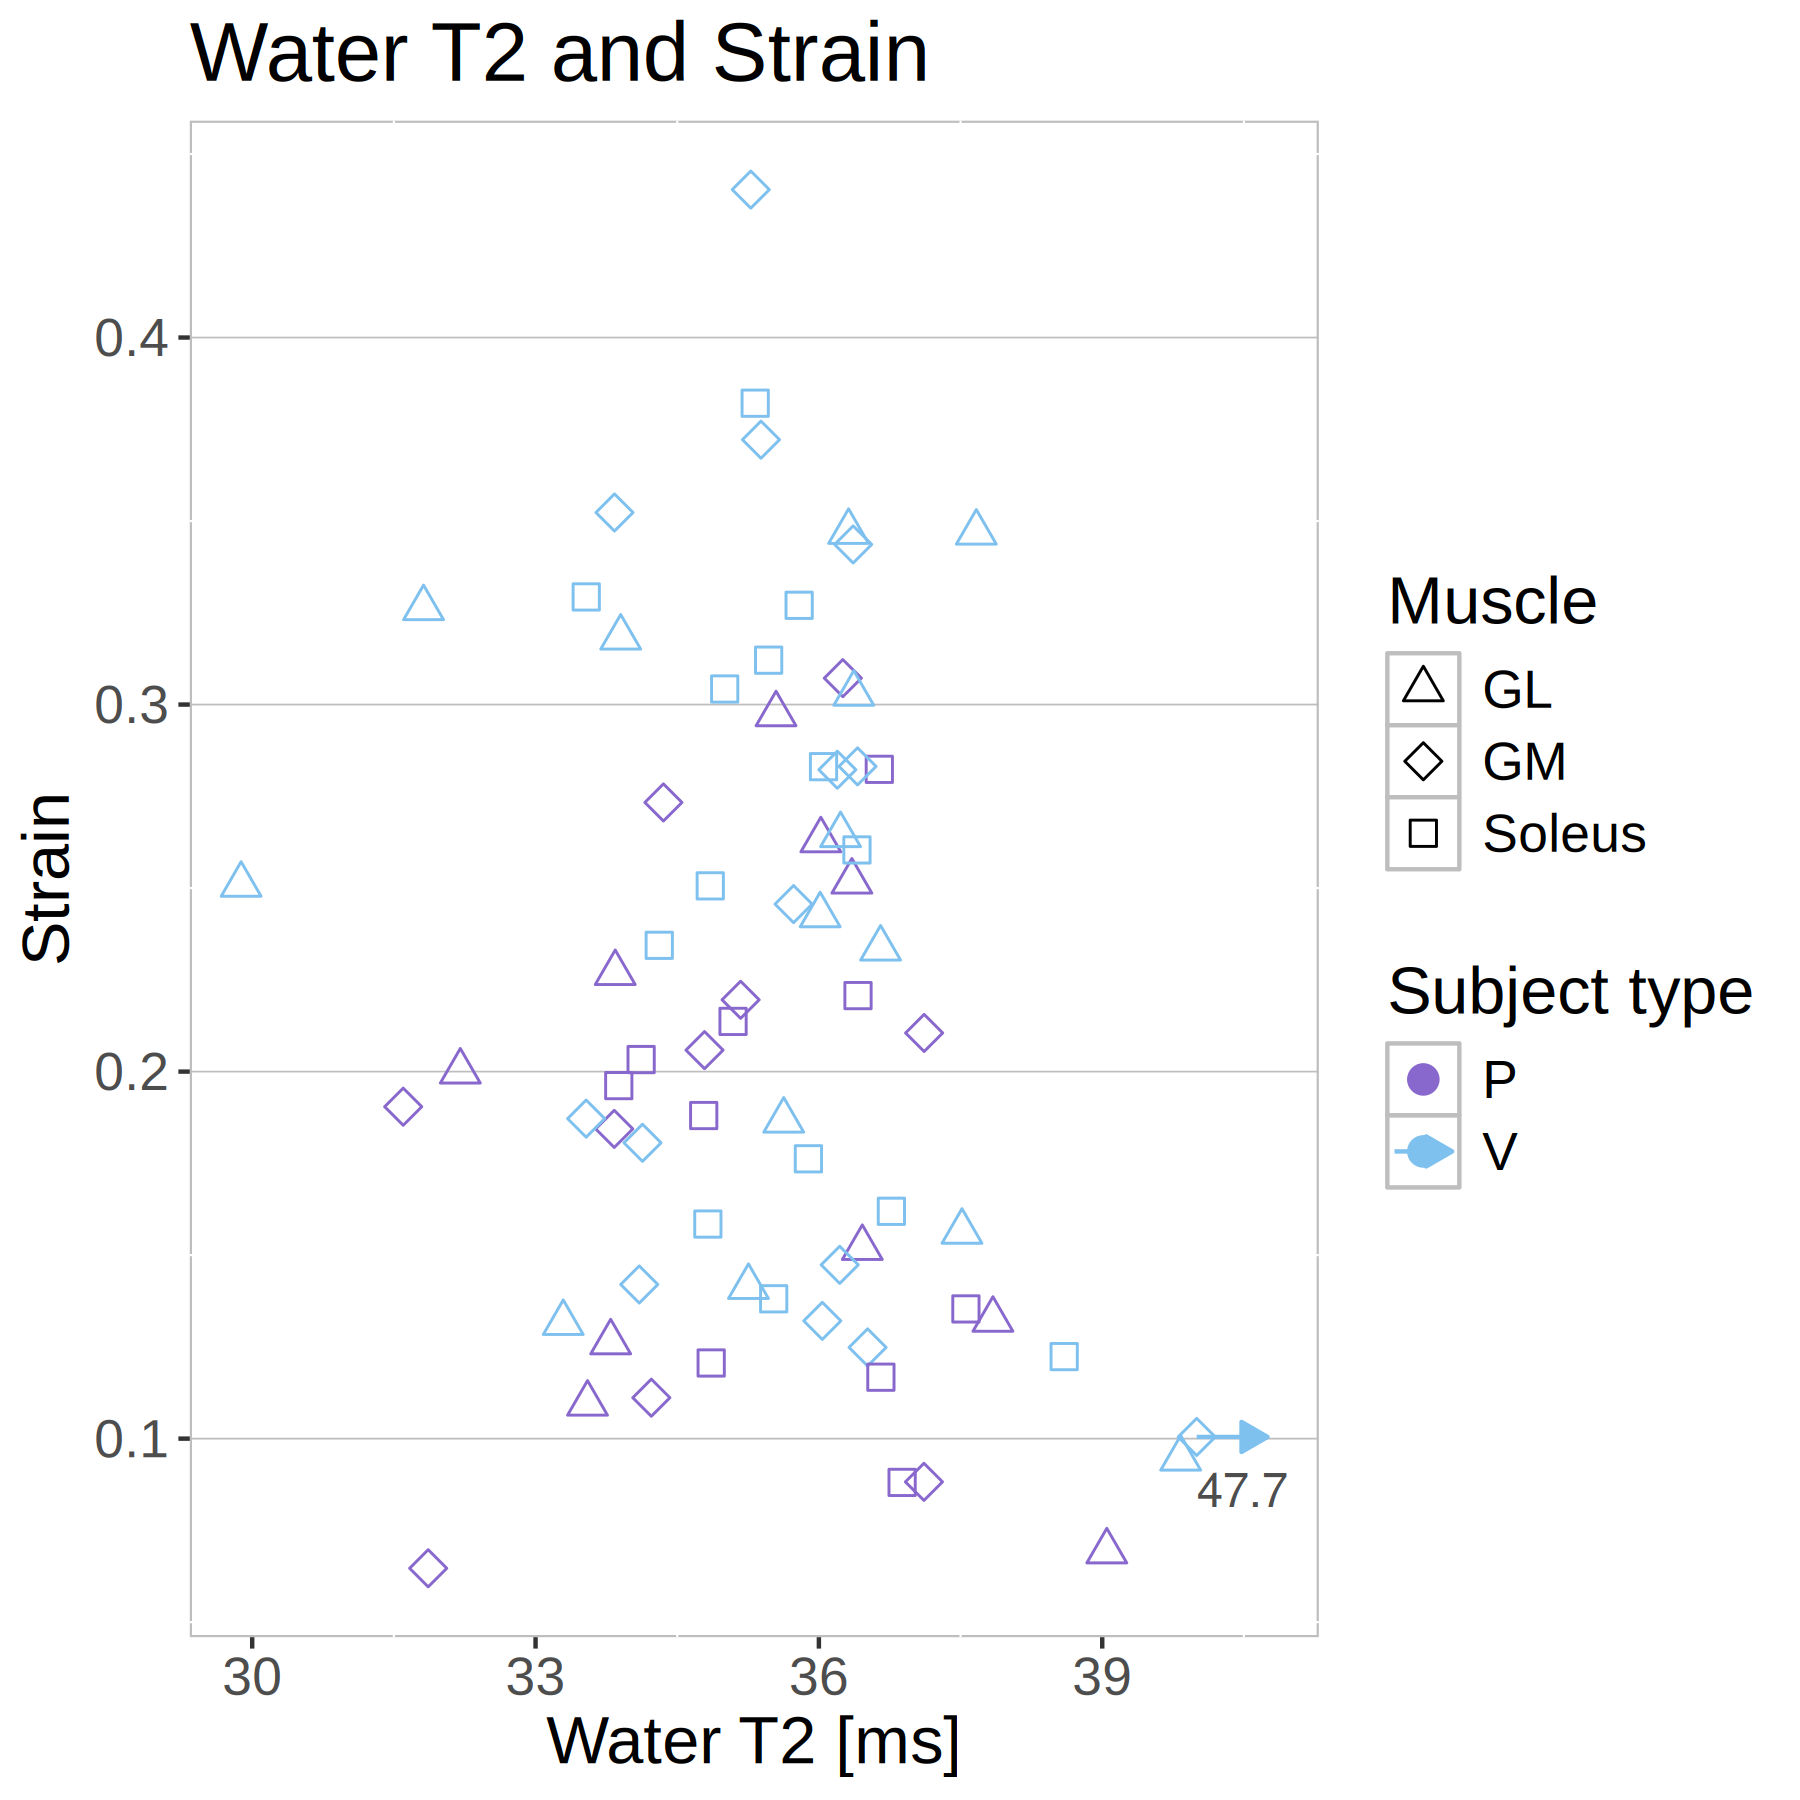 Water T2 and Strain
0.4
0.3
0.2
0.1
Strain
47.7
30 33 36 39
Water T2 [ms]
Muscle
GL
GM
Soleus
Subject type
P
V